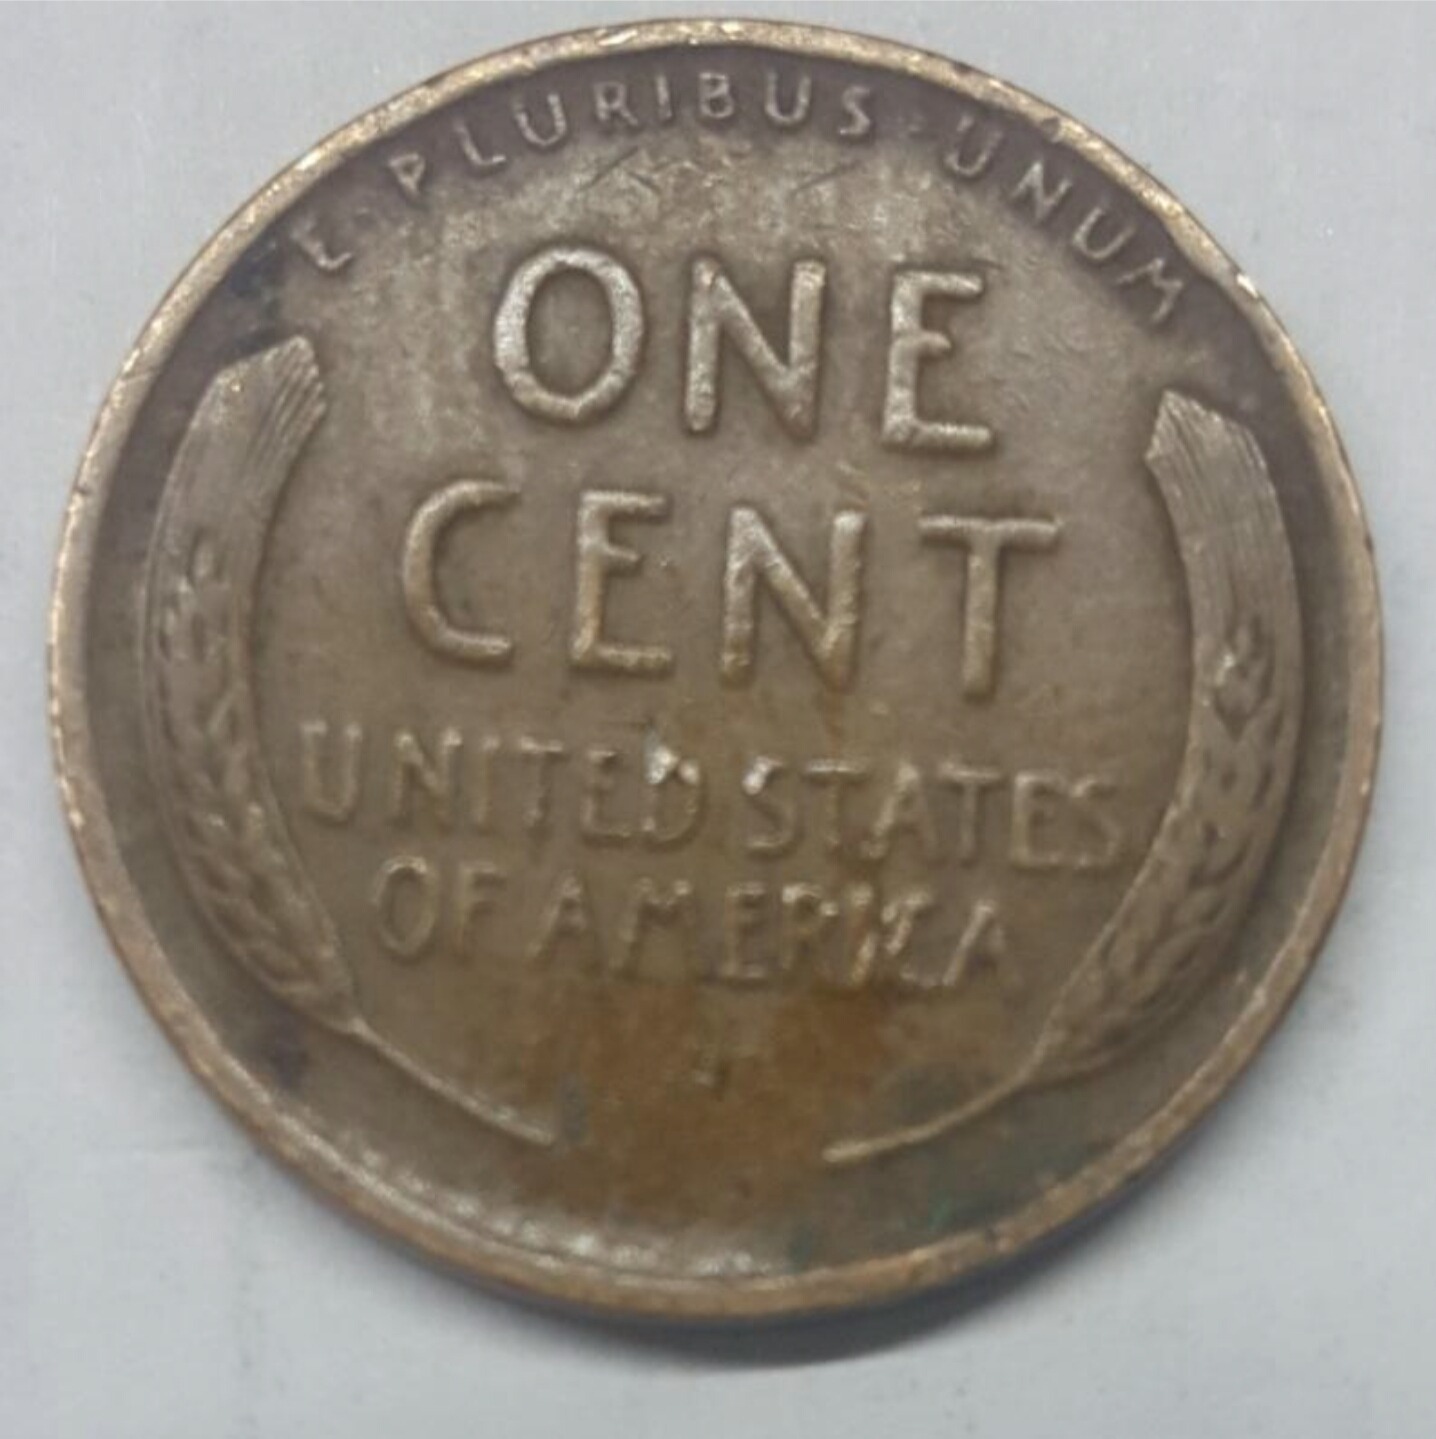 E·PLURIBUS·UNUM
ONE
CENT
UNITED STATES
OF AMERICA